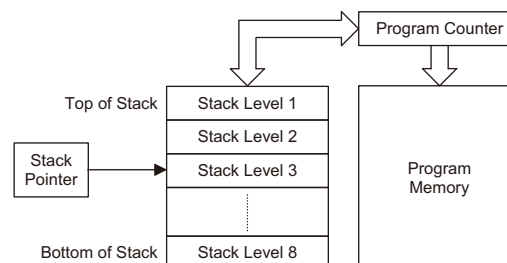 Program Counter
Top of Stack
Stack Level 1
Stack Level 2
Stack
Pointer
Stack Level 3
Program
Memory
Bottom of Stack
Stack Level 8